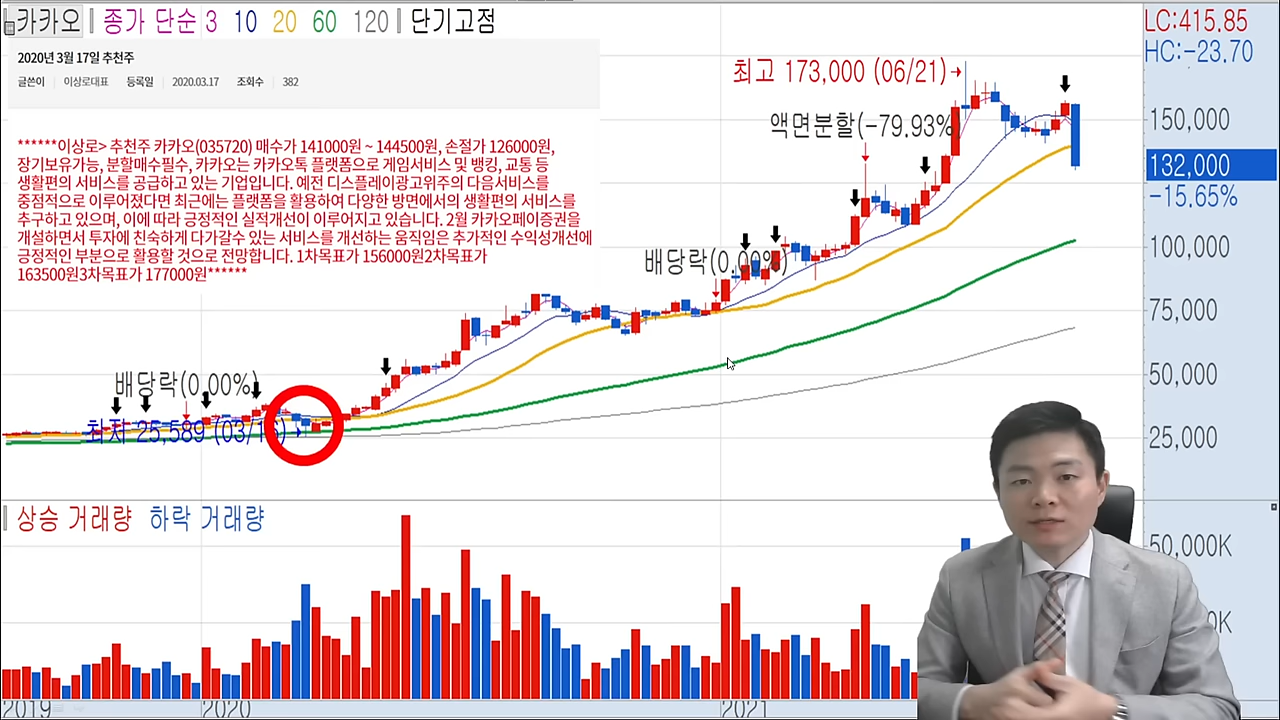 카카오 종가 단순 3 10 20 60 120 단기고점
LC:415.85
HC:-23.70
2020년 3월 17일 추천주
글쓴이 이상로대표 등록일 2020.03.17 조회수 382
******이상로> 추천주 카카오(035720) 매수가 141000원 ~ 144500원, 손절가 126000원,
장기보유가능, 분할매수필수, 카카오는 카카오톡 플랫폼으로 게임서비스 및 뱅킹, 교통 등
생활편의 서비스를 공급하고 있는 기업입니다. 예전 디스플레이광고위주의 다음서비스를
중점적으로 이루어졌다면 최근에는 플랫폼을 활용하여 다양한 방면에서의 생활편의 서비스를
추구하고 있으며, 이에 따라 긍정적인 실적개선이 이루어지고 있습니다. 2월 카카오페이증권을
개설하면서 투자에 친숙하게 다가갈수 있는 서비스를 개선하는 움직임은 추가적인 수익성개선에
긍정적인 부분으로 활용할 것으로 전망합니다. 1차목표가 156000원2차목표가
163500원3차목표가 177000원******
최고 173,000 (06/21)
액면분할(-79.93%)
배당락(0.00%)
배당락(0.00%)
최저 25,589 (03/16)
150,000
132,000
-15.65%
100,000
75,000
50,000
25,000
상승 거래량 하락 거래량
50,000K
0K
2019 2020 2021